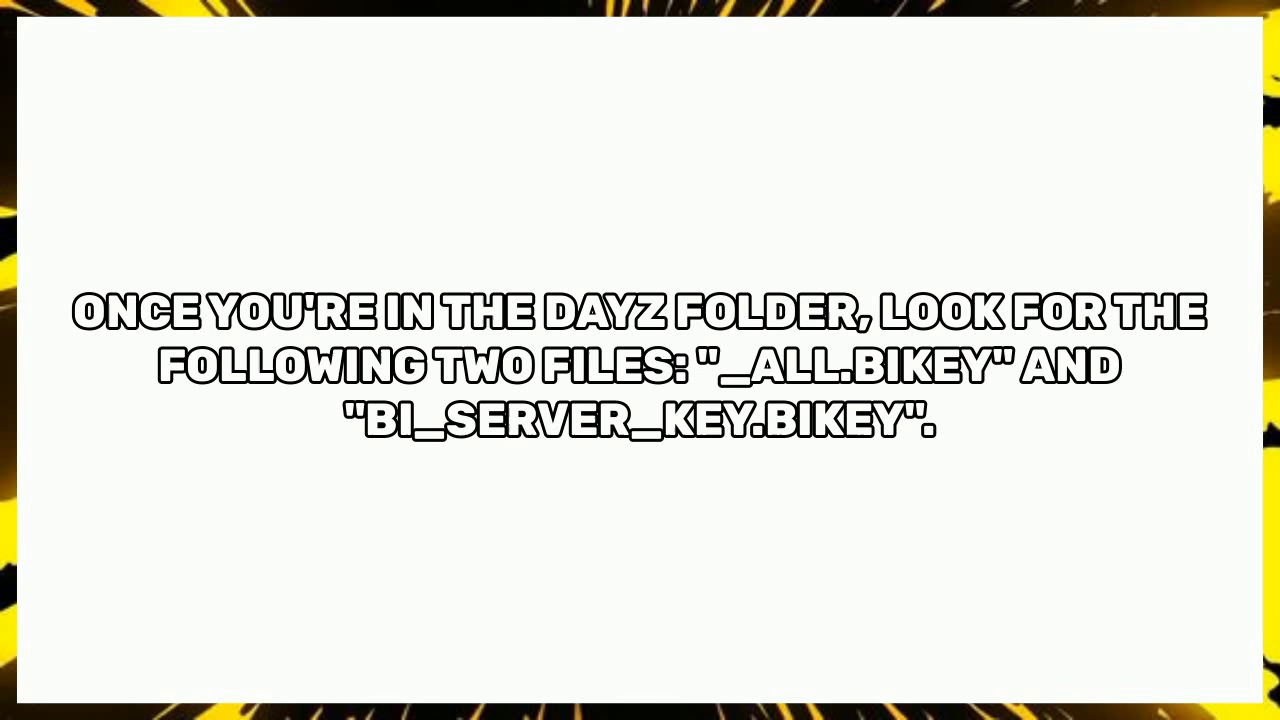 ONCE YOU'RE IN THE DAYZ FOLDER, LOOK FOR THE
FOLLOWING TWO FILES: "_ALL.BIKEY" AND
"BI_SERVER_KEY.BIKEY".